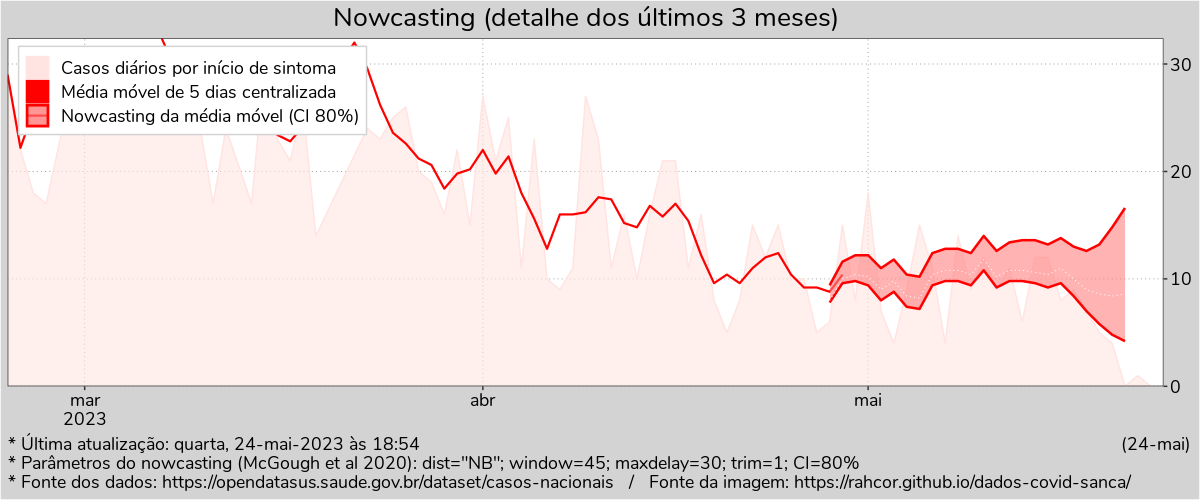 Nowcasting (detalhe dos últimos 3 meses)
Casos diários por início de sintoma
Média móvel de 5 dias centralizada
Nowcasting da média móvel (CI 80%)
30
20
10
0
mar
2023
abr
mai
* Última atualização: quarta, 24-mai-2023 às 18:54
(24-mai)
* Parâmetros do nowcasting (McGough et al 2020): dist="NB"; window=45; maxdelay=30; trim=1; CI=80%
* Fonte dos dados: https://opendatasus.saude.gov.br/dataset/casos-nacionais / Fonte da imagem: https://rahcor.github.io/dados-covid-sanca/